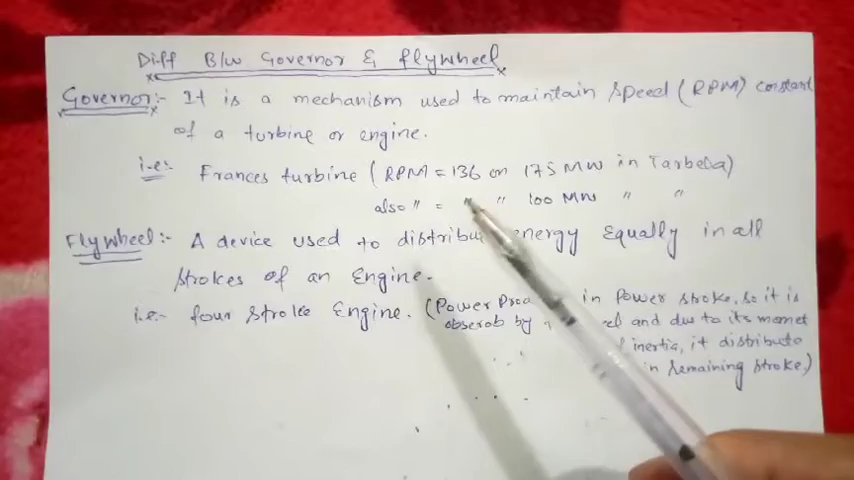 Diff B/w Governor & flywheel
Governor:- It is a mechanism used to maintain speed (RPM) constant
of a turbine or engine.
i.e:- Frances turbine (RPM = 136 on 175 MW in Tarbela)
also " = " " 100 MW " "
Flywheel:- A device used to distribu energy Equally in all
strokes of an Engine.
i.e:- four stroke Engine. (Power Prod in Power stroke, so it is
obserob by and due to its momet
inertia, it distribute
in remaining stroke)